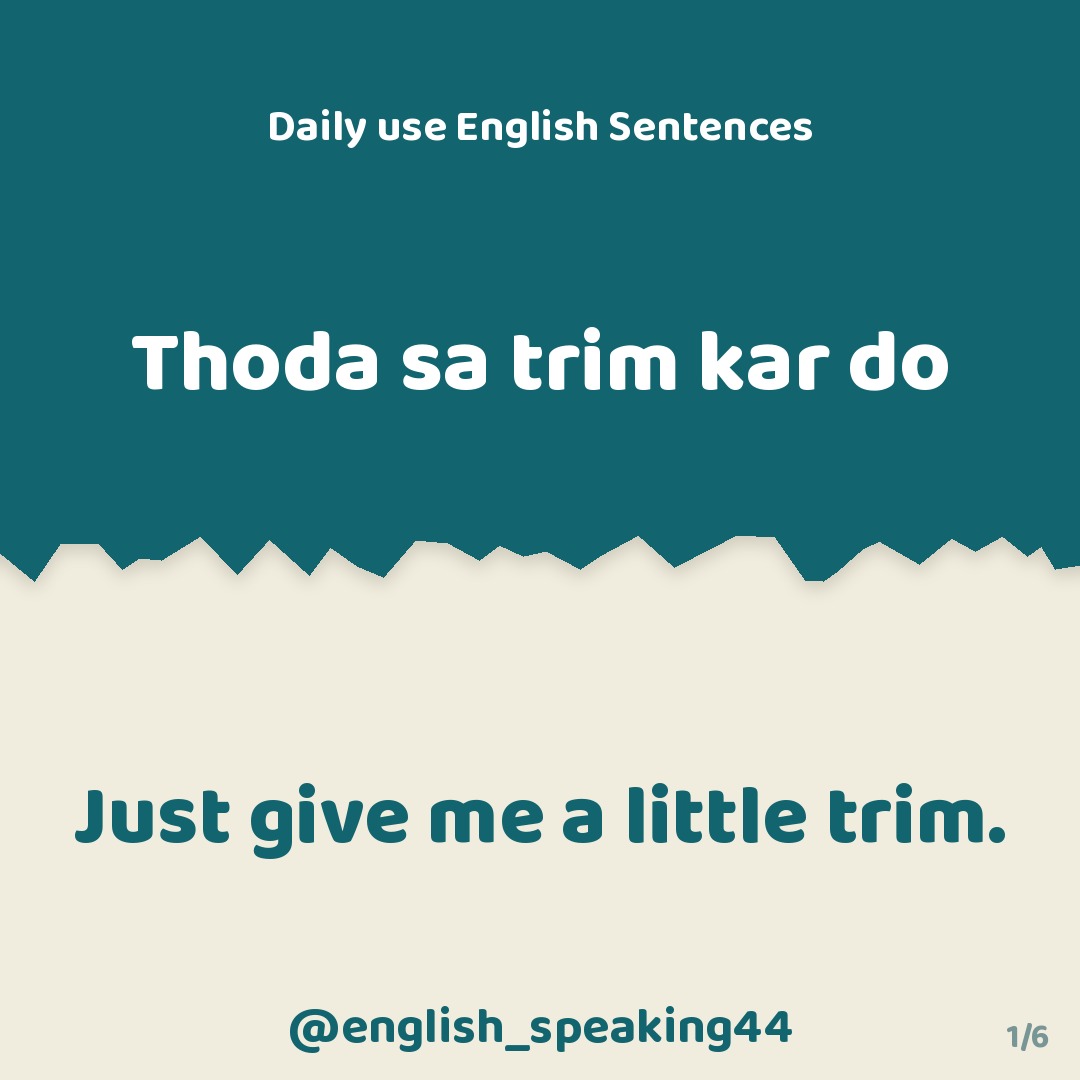 Daily use English Sentences
Thoda sa trim kar do
Just give me a little trim.
@english_speaking44
1/6